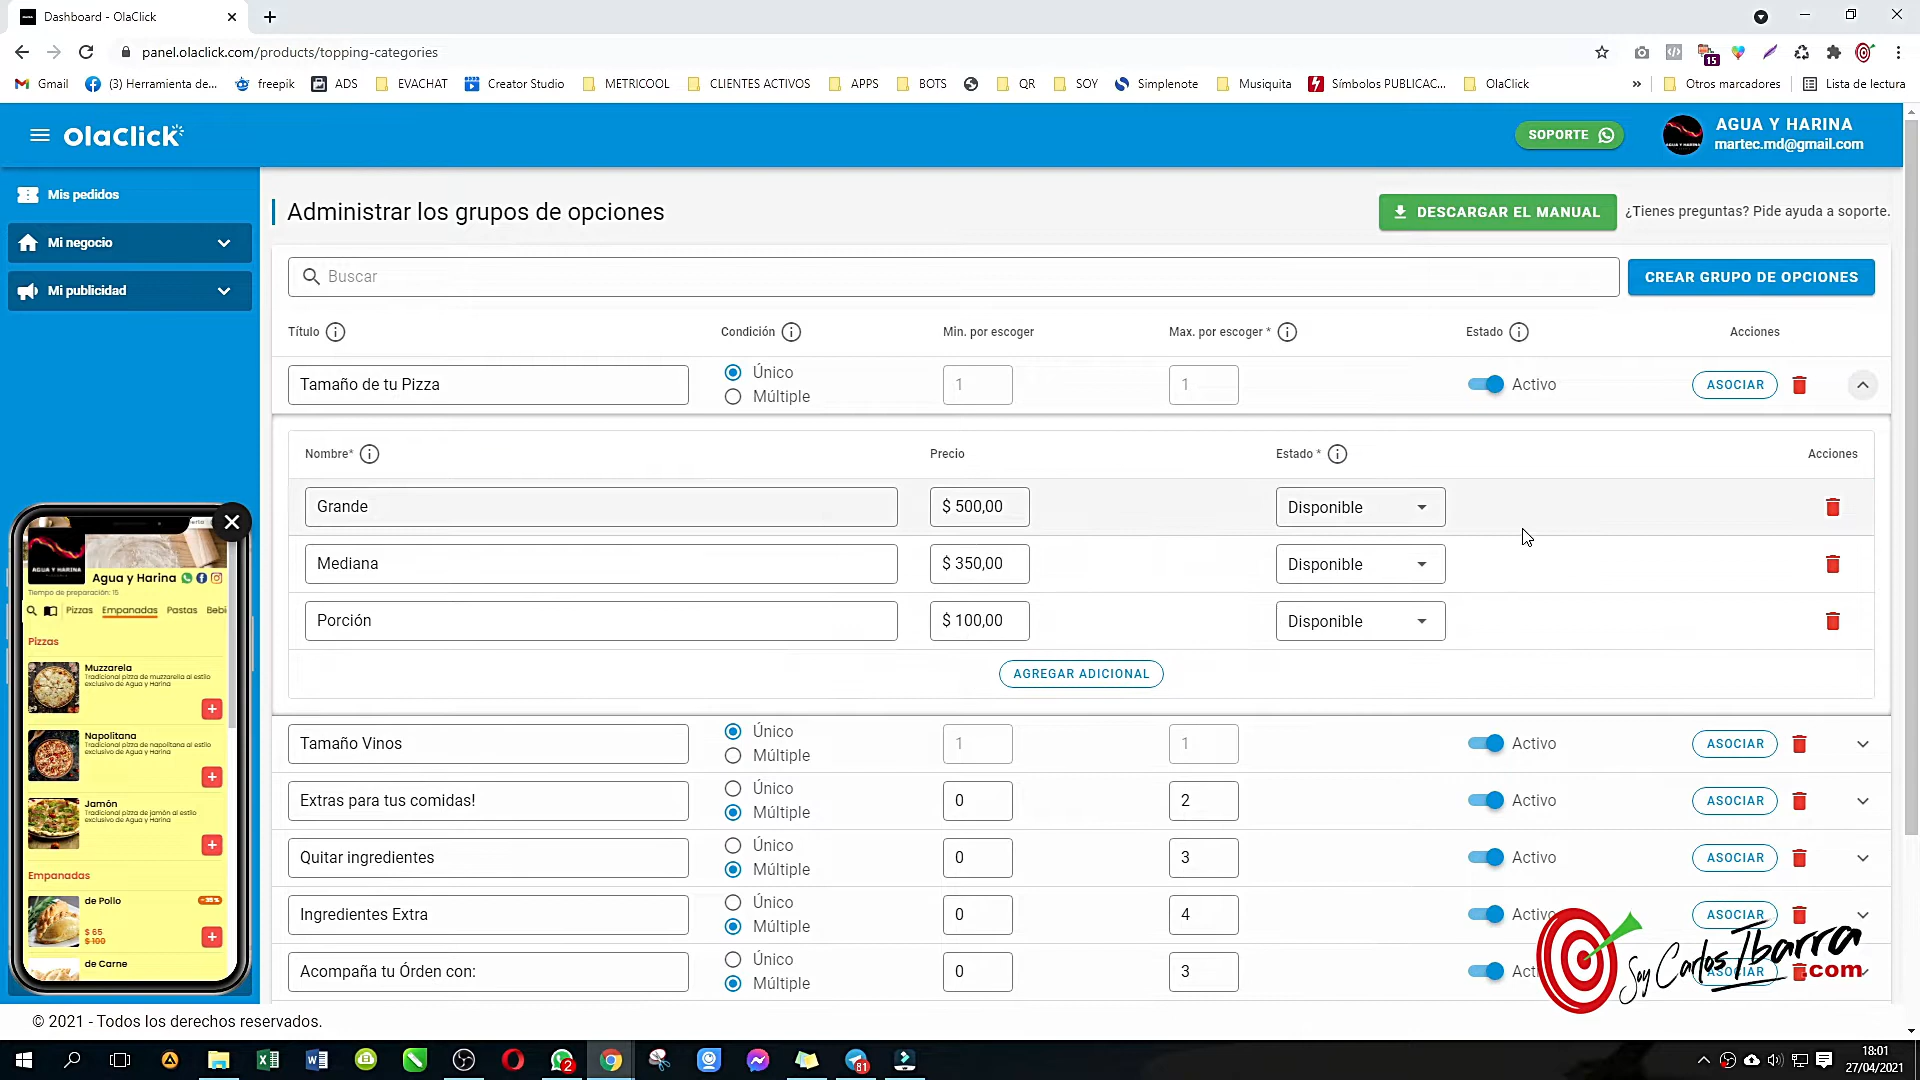 Dashboard - OlaClick
panel.olaclick.com/products/topping-categories
15
Gmail
(3) Herramienta de...
freepik
ADS
EVACHAT
Creator Studio
METRICOOL
CLIENTES ACTIVOS
APPS
BOTS
QR
SOY
Simplenote
Musiquita
Símbolos PUBLICAC...
OlaClick
»
Otros marcadores
Lista de lectura
OlaClick
SOPORTE
AGUA Y HARINA
martec.md@gmail.com
Mis pedidos
Mi negocio
Mi publicidad
Administrar los grupos de opciones
DESCARGAR EL MANUAL
¿Tienes preguntas? Pide ayuda a soporte.
Buscar
CREAR GRUPO DE OPCIONES
Título
Condición
Min. por escoger
Max. por escoger *
Estado
Acciones
Tamaño de tu Pizza
Único
Múltiple
1
1
Activo
ASOCIAR
Nombre*
Precio
Estado *
Acciones
Grande
$ 500,00
Disponible
Mediana
$ 350,00
Disponible
Porción
$ 100,00
Disponible
AGREGAR ADICIONAL
Tamaño Vinos
Único
Múltiple
1
1
Activo
ASOCIAR
Extras para tus comidas!
Único
Múltiple
0
2
Activo
ASOCIAR
Quitar ingredientes
Único
Múltiple
0
3
Activo
ASOCIAR
Ingredientes Extra
Único
Múltiple
0
4
Activo
ASOCIAR
Acompaña tu Órden con:
Único
Múltiple
0
3
ASOCIAR
Soy Carlos Ibarra
.com
AGUA Y HARINA
Agua y Harina
Tiempo de preparación: 15
Pizzas
Empanadas
Pastas
Bebi
Pizzas
Muzzarela
Tradicional pizza de muzzarella al estilo
exclusivo de Agua y Harina
Napolitana
Tradicional pizza de napolitana al estilo
exclusivo de Agua y Harina
Jamón
Tradicional pizza de jamón al estilo
exclusivo de Agua y Harina
Empanadas
de Pollo
-35%
$ 65
$ 100
de Carne
© 2021 - Todos los derechos reservados.
2
81
18:01
27/04/2021